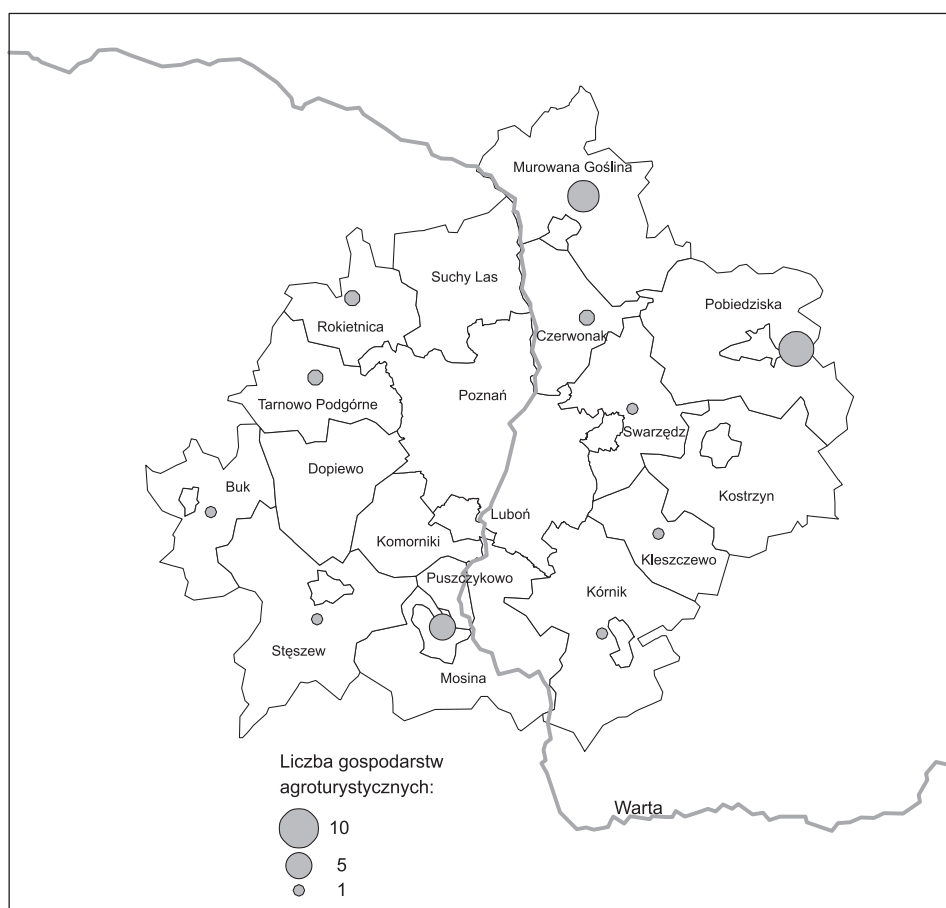 Murowana Goślina
Suchy Las
Pobiedziska
Rokietnica
Czerwonak
Poznań
Tarnowo Podgórne
Swarzędz
Dopiewo
Buk
Kostrzyn
Luboń
Komorniki
Kleszczewo
Puszczykowo
Kórnik
Stęszew
Mosina
Liczba gospodarstw
agroturystycznych:
10
5
1
Warta